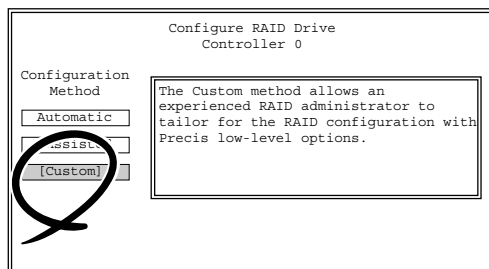 Configure RAID Drive
Controller 0
Configuration
Method
Automatic
[Custom]
The Custom method allows an
experienced RAID administrator to
tailor for the RAID configuration with
Precis low-level options.